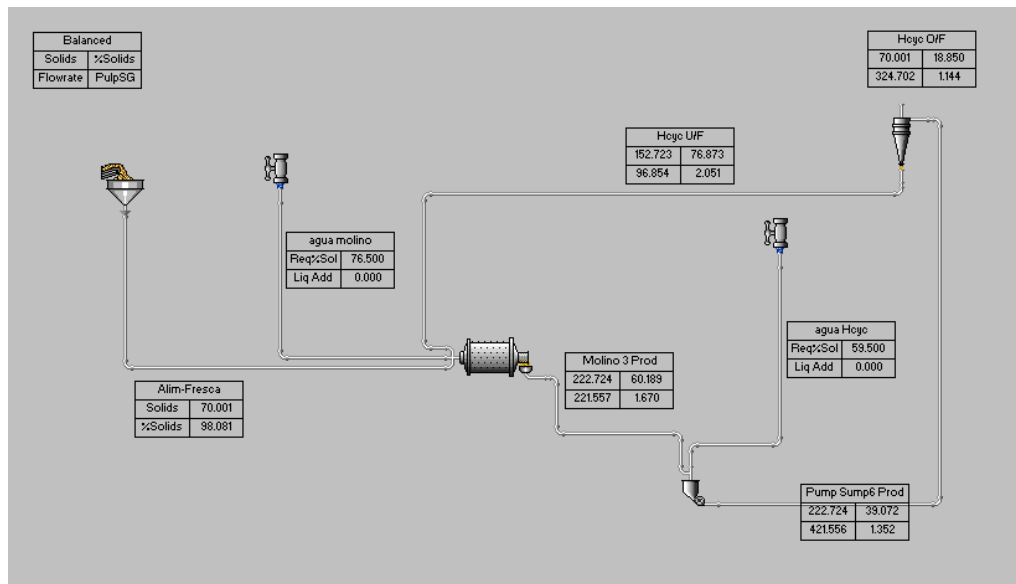 Balanced
Solids %Solids
Flowrate PulpSG
Hcyc O/F
70.001 18.850
324.702 1.144
Hcyc U/F
152.723 76.873
96.854 2.051
agua molino
Req%Sol 76.500
Liq Add 0.000
agua Hcyc
Req%Sol 59.500
Liq Add 0.000
Molino 3 Prod
222.724 60.189
221.557 1.670
Alim-Fresca
Solids 70.001
%Solids 98.081
Pump Sump6 Prod
222.724 39.072
421.556 1.352